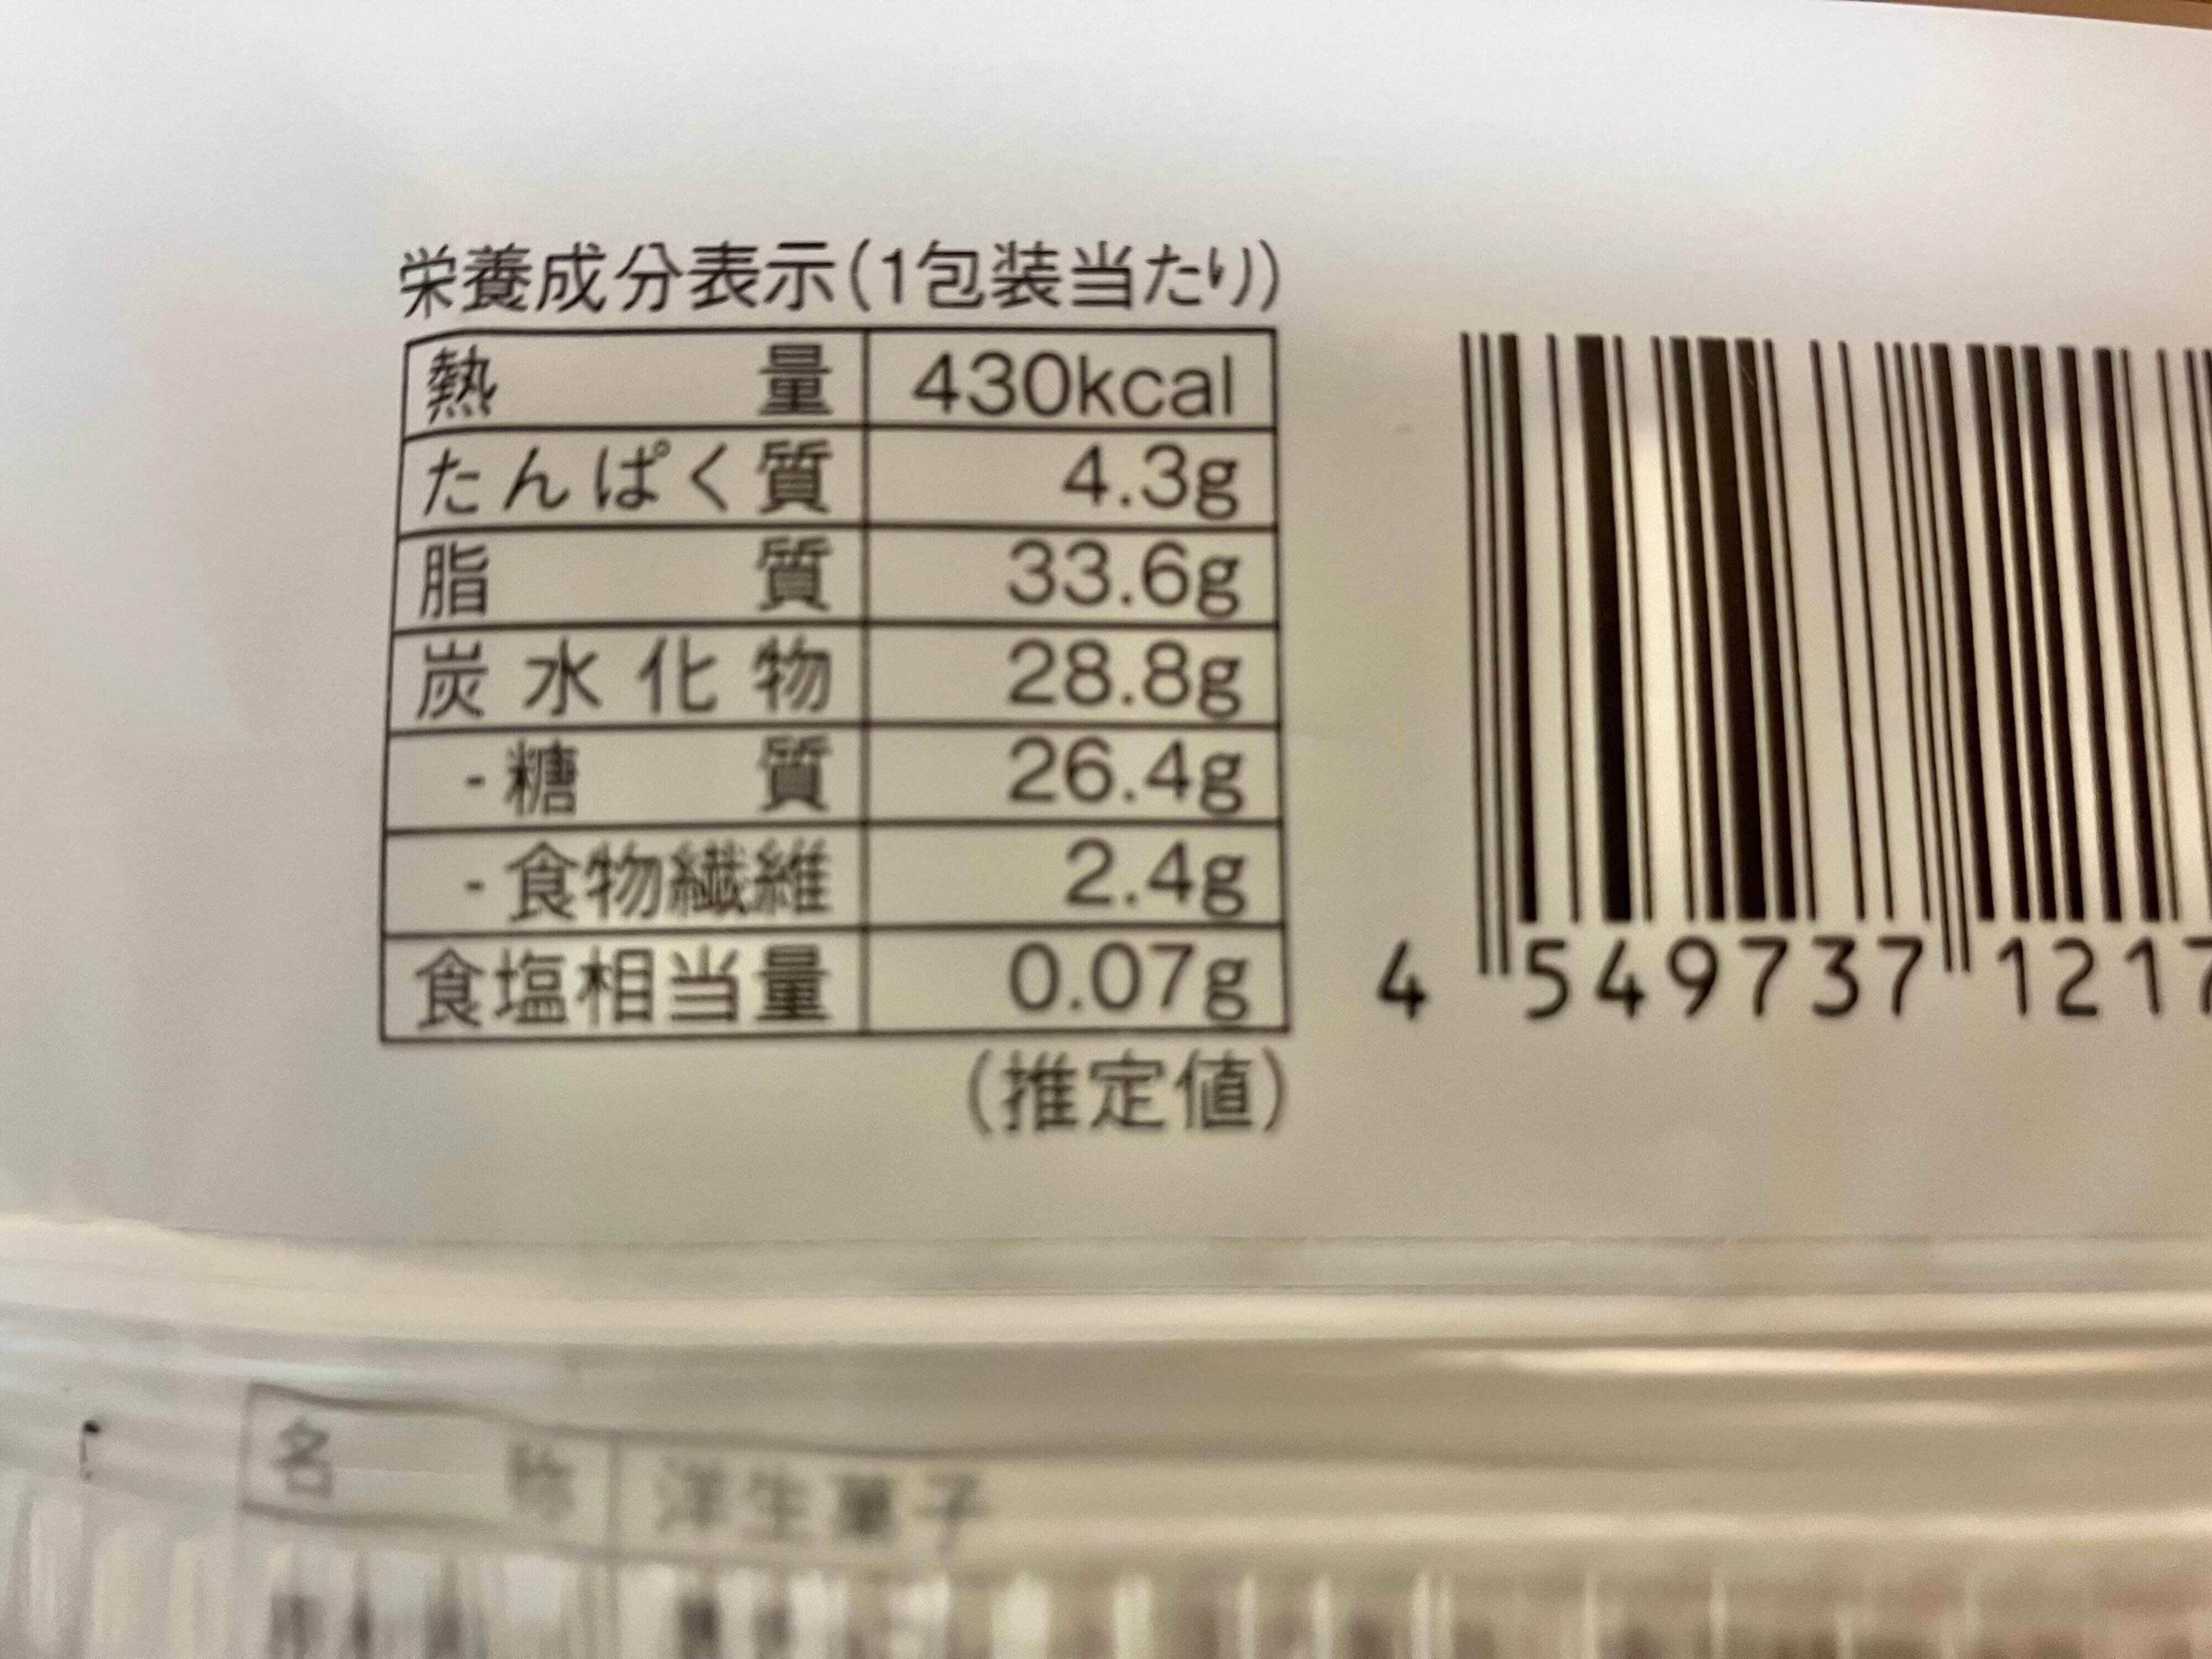 栄養成分表示(1包装当たり)
熱量 430kcal
たんぱく質 4.3g
脂質 33.6g
炭水化物 28.8g
-糖質 26.4g
-食物繊維 2.4g
食塩相当量 0.07g
(推定値)
4 549737 1217
名称 洋生菓子